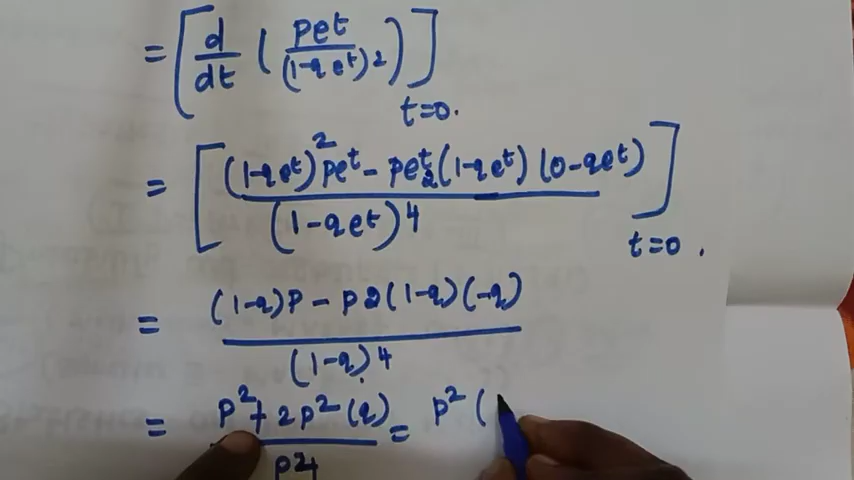 = [ d/dt ( pe^t / (1-qe^t)^2 ) ] t=0.
= [ (1-qe^t)^2 pe^t - pe^t 2(1-qe^t) (0-qe^t) / (1-qe^t)^4 ] t=0.
= (1-q)p - p2(1-q)(-q) / (1-q)^4
= p^2 + 2p^2(q) / p^4 = p^2 (